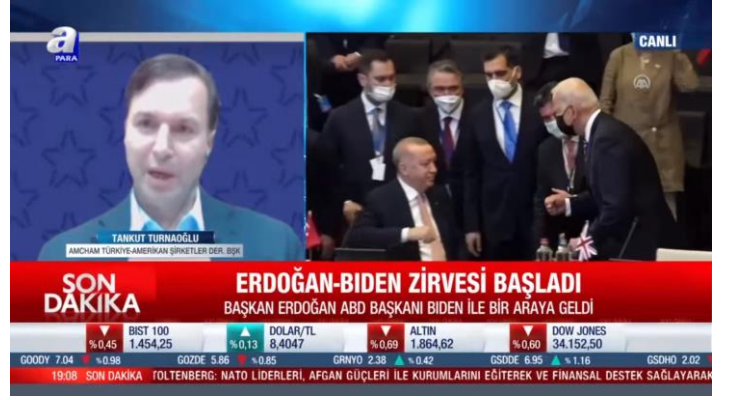 a
PARA
CANLI
TANKUT TURNAOĞLU
AMCHAM TÜRKİYE-AMERİKAN ŞİRKETLER DER. BŞK
AA
SON DAKİKA
ERDOĞAN-BIDEN ZİRVESİ BAŞLADI
BAŞKAN ERDOĞAN ABD BAŞKANI BIDEN İLE BİR ARAYA GELDİ
%0,45 BIST 100 1.454,25
%0,13 DOLAR/TL 8,4047
%0,69 ALTIN 1.864,62
%0,60 DOW JONES 34.152,50
GOODY 7.04 %0.98 GOZDE 5.86 %0.85 GRNYO 2.38 %0.42 GSDDE 6.95 %1.16 GSDHO 2.02
19:08 SON DAKİKA TOLTENBERG: NATO LİDERLERİ, AFGAN GÜÇLERİ İLE KURUMLARINI EĞİTEREK VE FİNANSAL DESTEK SAĞLAYARAK